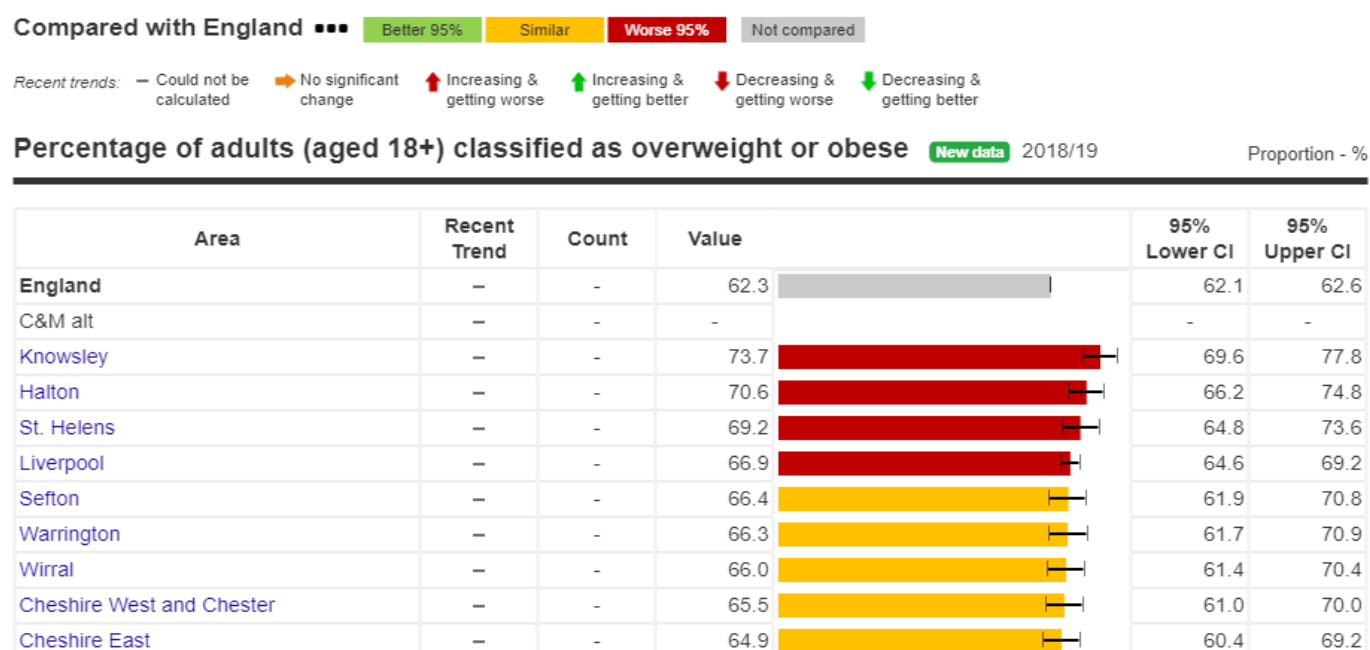 Compared with England ●●● Better 95% Similar Worse 95% Not compared
Recent trends: – Could not be calculated No significant change Increasing & getting worse Increasing & getting better Decreasing & getting worse Decreasing & getting better
Percentage of adults (aged 18+) classified as overweight or obese New data 2018/19 Proportion - %
Area Recent Trend Count Value 95% Lower CI 95% Upper CI
England – - 62.3 62.1 62.6
C&M alt – - - - -
Knowsley – - 73.7 69.6 77.8
Halton – - 70.6 66.2 74.8
St. Helens – - 69.2 64.8 73.6
Liverpool – - 66.9 64.6 69.2
Sefton – - 66.4 61.9 70.8
Warrington – - 66.3 61.7 70.9
Wirral – - 66.0 61.4 70.4
Cheshire West and Chester – - 65.5 61.0 70.0
Cheshire East – - 64.9 60.4 69.2